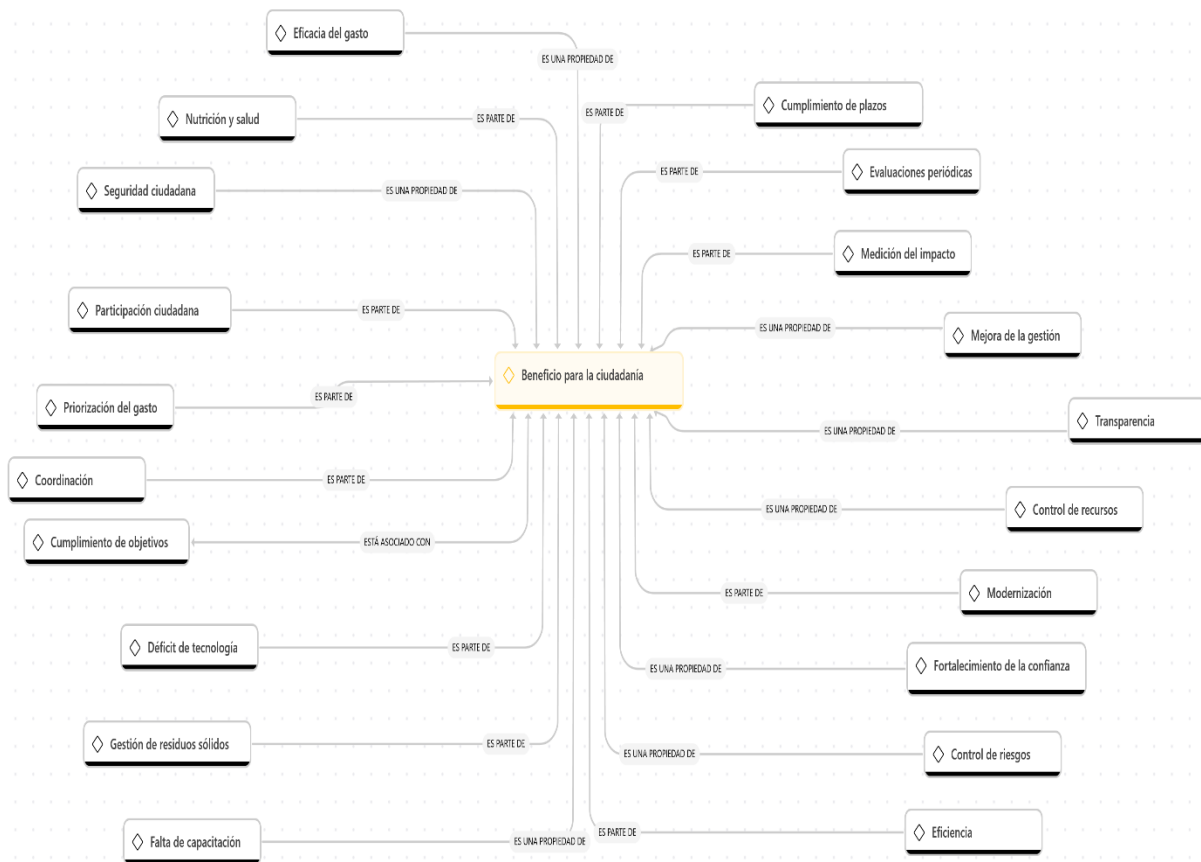 Eficacia del gasto
ES UNA PROPIEDAD DE
Nutrición y salud
ES PARTE DE
ES PARTE DE
Cumplimiento de plazos
Seguridad ciudadana
ES UNA PROPIEDAD DE
ES PARTE DE
Evaluaciones periódicas
ES PARTE DE
Medición del impacto
Participación ciudadana
ES PARTE DE
ES UNA PROPIEDAD DE
Mejora de la gestión
Beneficio para la ciudadanía
Priorización del gasto
ES PARTE DE
ES UNA PROPIEDAD DE
Transparencia
Coordinación
ES PARTE DE
ES UNA PROPIEDAD DE
Control de recursos
Cumplimiento de objetivos
ESTÁ ASOCIADO CON
ES PARTE DE
Modernización
Déficit de tecnología
ES PARTE DE
ES UNA PROPIEDAD DE
Fortalecimiento de la confianza
Gestión de residuos sólidos
ES PARTE DE
ES UNA PROPIEDAD DE
Control de riesgos
Falta de capacitación
ES UNA PROPIEDAD DE
ES PARTE DE
Eficiencia